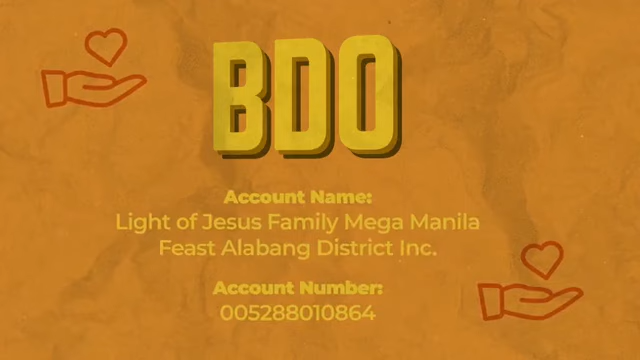 BDO
Account Name:
Light of Jesus Family Mega Manila
Feast Alabang District Inc.
Account Number:
005288010864